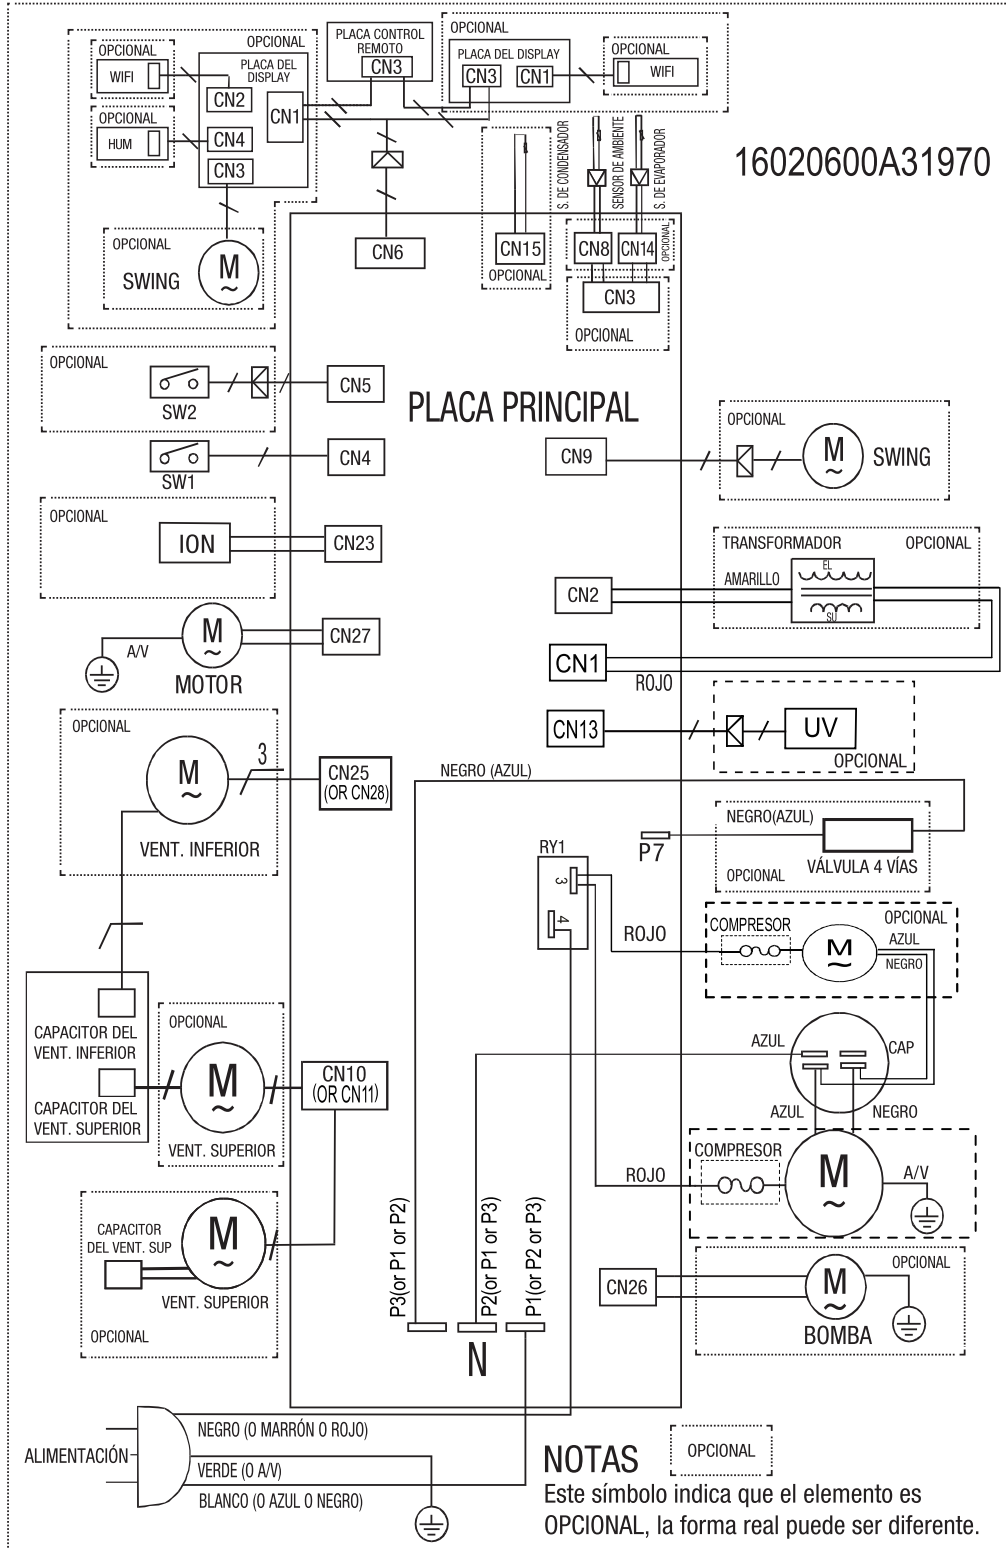 OPCIONAL
OPCIONAL
WIFI
PLACA DEL
DISPLAY
CN2
CN1
OPCIONAL
HUM
CN4
CN3
PLACA CONTROL
REMOTO
CN3
OPCIONAL
PLACA DEL DISPLAY
CN3
CN1
OPCIONAL
WIFI
16020600A31970
S. DE CONDENSADOR
SENSOR DE AMBIENTE
S. DE EVAPORADOR
OPCIONAL
SWING
M
~
CN6
CN15
OPCIONAL
CN8
CN14
OPCIONAL
CN3
OPCIONAL
OPCIONAL
SW2
CN5
PLACA PRINCIPAL
SW1
CN4
CN9
OPCIONAL
M
~
SWING
OPCIONAL
ION
CN23
TRANSFORMADOR
OPCIONAL
EL
AMARILLO
SU
CN2
A/V
M
~
MOTOR
CN27
CN1
ROJO
OPCIONAL
M
~
3
VENT. INFERIOR
CN25
(OR CN28)
CN13
UV
OPCIONAL
NEGRO (AZUL)
NEGRO(AZUL)
P7
VÁLVULA 4 VÍAS
OPCIONAL
RY1
3
4
ROJO
COMPRESOR
OPCIONAL
M
~
AZUL
NEGRO
CAPACITOR DEL
VENT. INFERIOR
CAPACITOR DEL
VENT. SUPERIOR
OPCIONAL
M
~
VENT. SUPERIOR
CN10
(OR CN11)
AZUL
CAP
AZUL
NEGRO
COMPRESOR
ROJO
M
~
A/V
CAPACITOR
DEL VENT. SUP
M
~
VENT. SUPERIOR
OPCIONAL
P3(or P1 or P2)
P2(or P1 or P3)
P1(or P2 or P3)
N
CN26
M
~
OPCIONAL
BOMBA
ALIMENTACIÓN
NEGRO (O MARRÓN O ROJO)
VERDE (O A/V)
BLANCO (O AZUL O NEGRO)
NOTAS
OPCIONAL
Este símbolo indica que el elemento es
OPCIONAL, la forma real puede ser diferente.